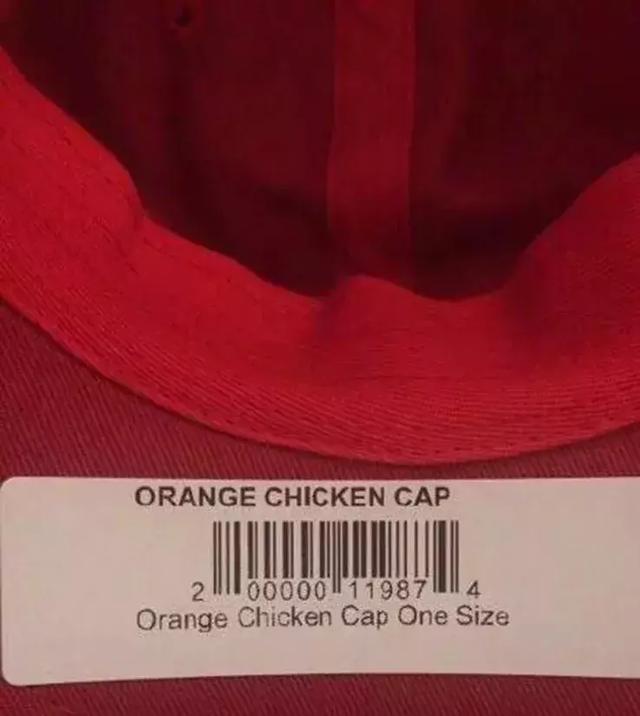 ORANGE CHICKEN CAP
2 00000 11987 4
Orange Chicken Cap One Size